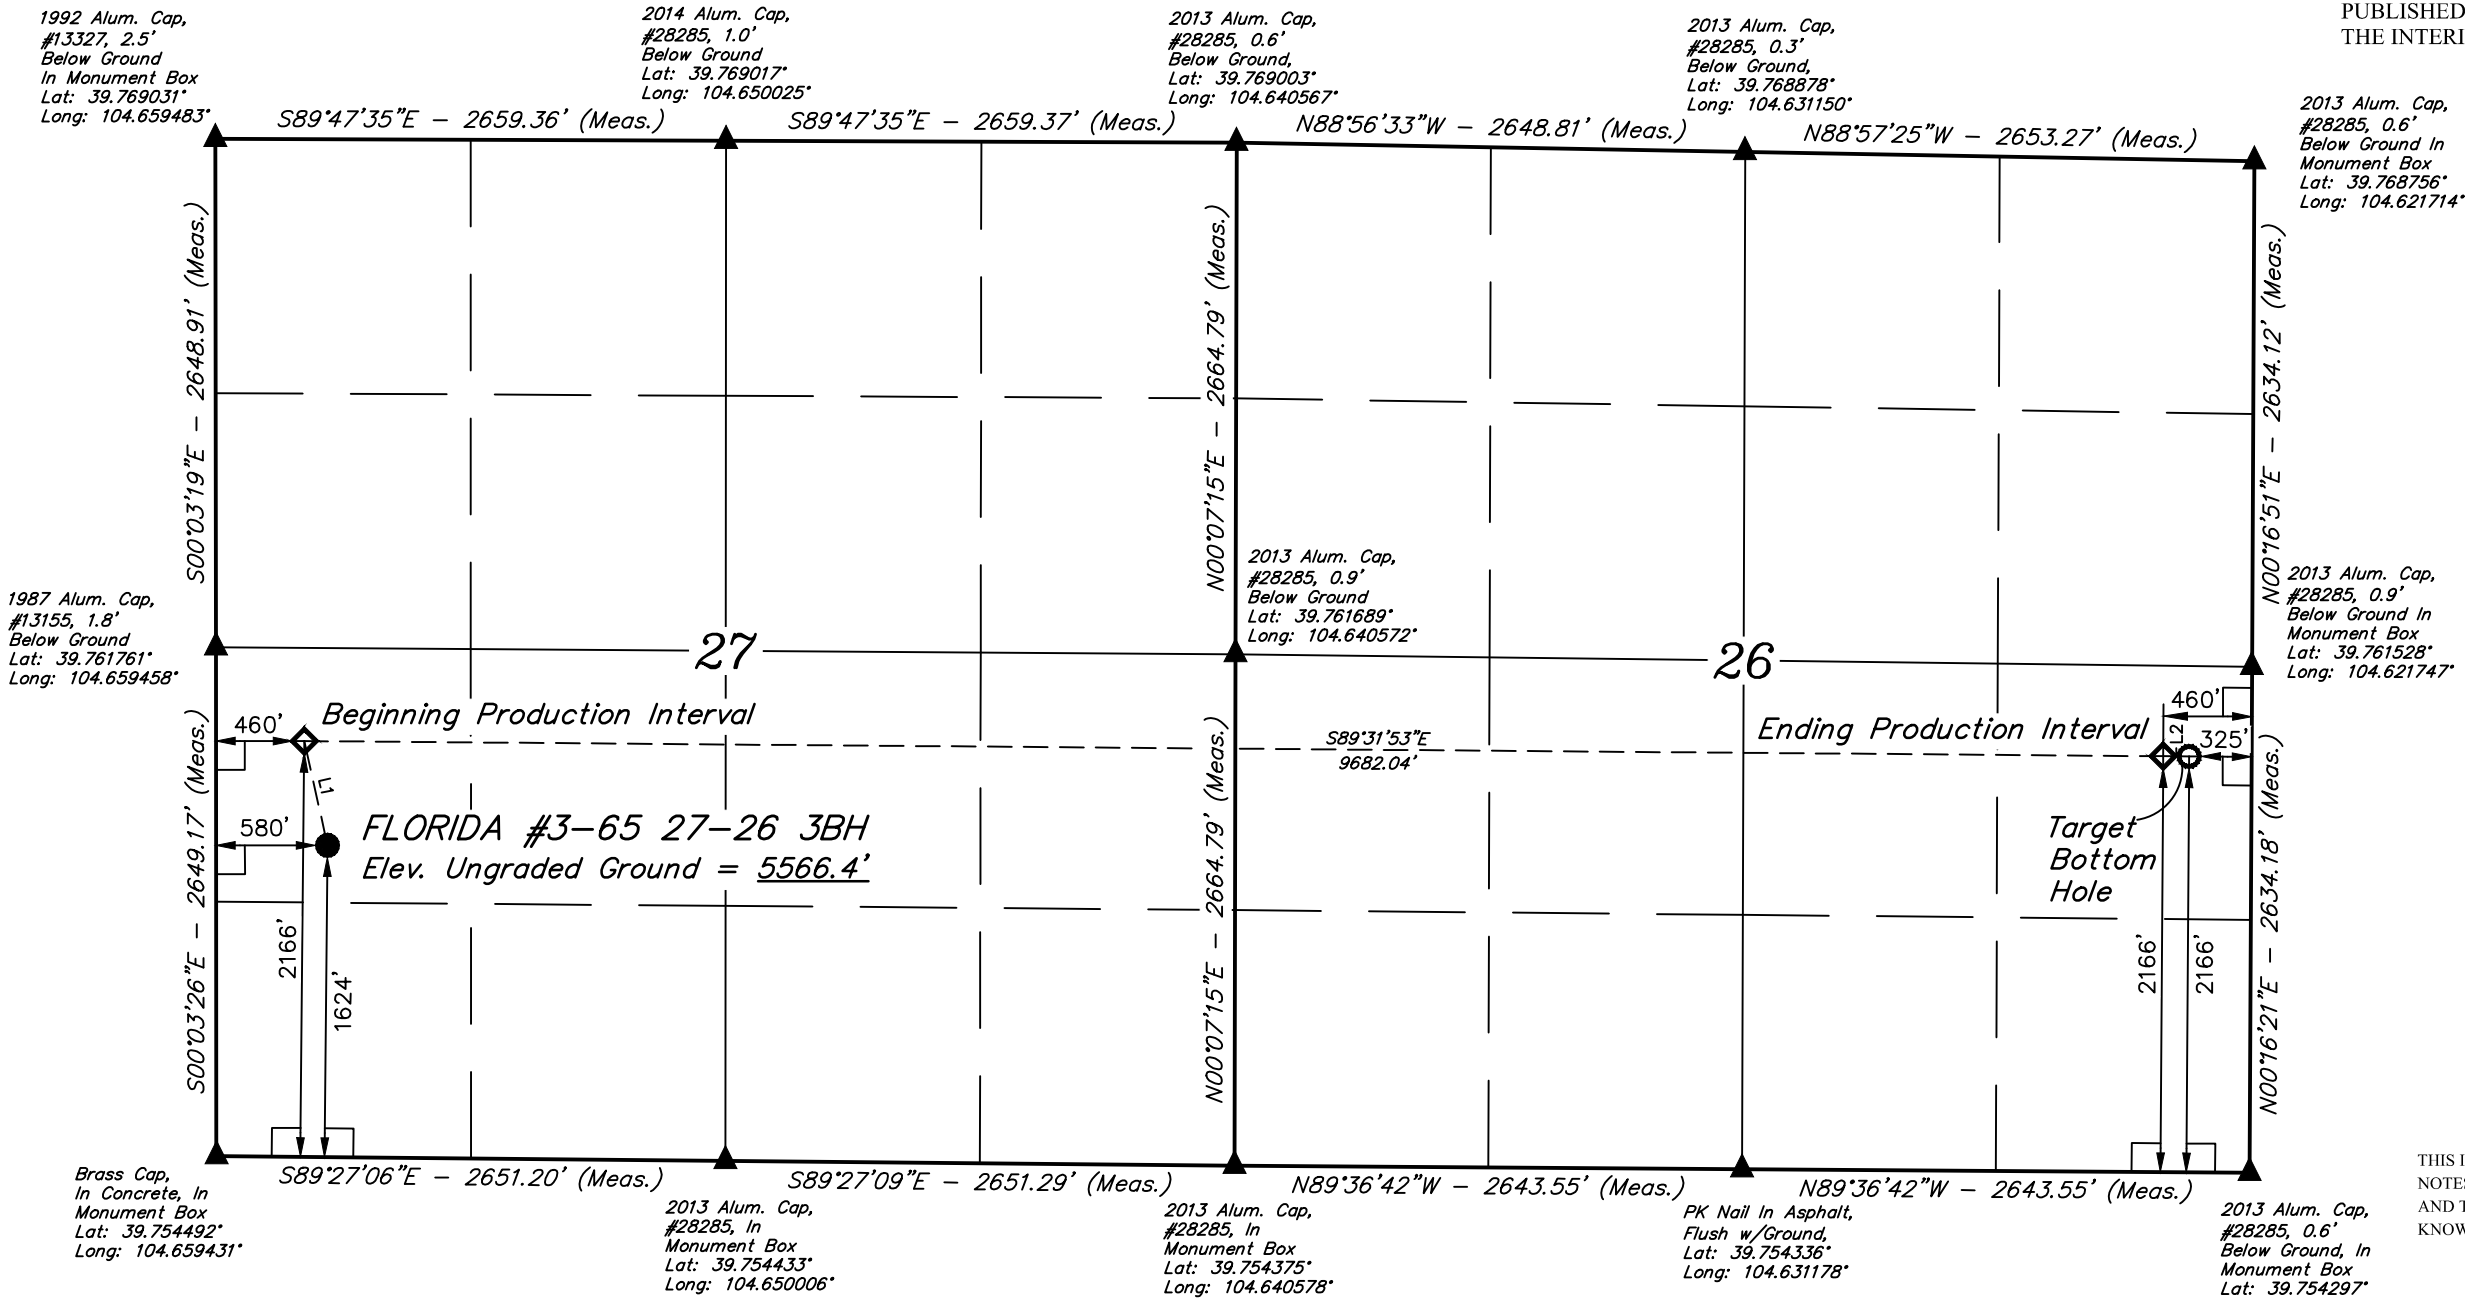 1992 Alum. Cap,
#13327, 2.5'
Below Ground
In Monument Box
Lat: 39.769031°
Long: 104.659483°
2014 Alum. Cap,
#28285, 1.0'
Below Ground
Lat: 39.769017°
Long: 104.650025°
2013 Alum. Cap,
#28285, 0.6'
Below Ground,
Lat: 39.769003°
Long: 104.640567°
2013 Alum. Cap,
#28285, 0.3'
Below Ground,
Lat: 39.768878°
Long: 104.631150°
PUBLISHED
THE INTERI
2013 Alum. Cap,
#28285, 0.6'
Below Ground In
Monument Box
Lat: 39.768756°
Long: 104.621714°
S89°47'35"E - 2659.36' (Meas.)
S89°47'35"E - 2659.37' (Meas.)
N88°56'33"W - 2648.81' (Meas.)
N88°57'25"W - 2653.27' (Meas.)
S00°03'19"E - 2648.91' (Meas.)
N00°07'15"E - 2664.79' (Meas.)
N00°16'51"E - 2634.12' (Meas.)
1987 Alum. Cap,
#13155, 1.8'
Below Ground
Lat: 39.761761°
Long: 104.659458°
2013 Alum. Cap,
#28285, 0.9'
Below Ground
Lat: 39.761689°
Long: 104.640572°
2013 Alum. Cap,
#28285, 0.9'
Below Ground In
Monument Box
Lat: 39.761528°
Long: 104.621747°
27
26
460'
Beginning Production Interval
S89°31'53"E
9682.04'
Ending Production Interval
460'
L2
325'
L1
580'
FLORIDA #3-65 27-26 3BH
Elev. Ungraded Ground = 5566.4'
Target
Bottom
Hole
S00°03'26"E - 2649.17' (Meas.)
2166'
1624'
N00°07'15"E - 2664.79' (Meas.)
2166'
2166'
N00°16'21"E - 2634.18' (Meas.)
S89°27'06"E - 2651.20' (Meas.)
S89°27'09"E - 2651.29' (Meas.)
N89°36'42"W - 2643.55' (Meas.)
N89°36'42"W - 2643.55' (Meas.)
Brass Cap,
In Concrete, In
Monument Box
Lat: 39.754492°
Long: 104.659431°
2013 Alum. Cap,
#28285, In
Monument Box
Lat: 39.754433°
Long: 104.650006°
2013 Alum. Cap,
#28285, In
Monument Box
Lat: 39.754375°
Long: 104.640578°
PK Nail In Asphalt,
Flush w/Ground,
Lat: 39.754336°
Long: 104.631178°
2013 Alum. Cap,
#28285, 0.6'
Below Ground, In
Monument Box
Lat: 39.754297°
THIS I
NOTES
AND T
KNOW